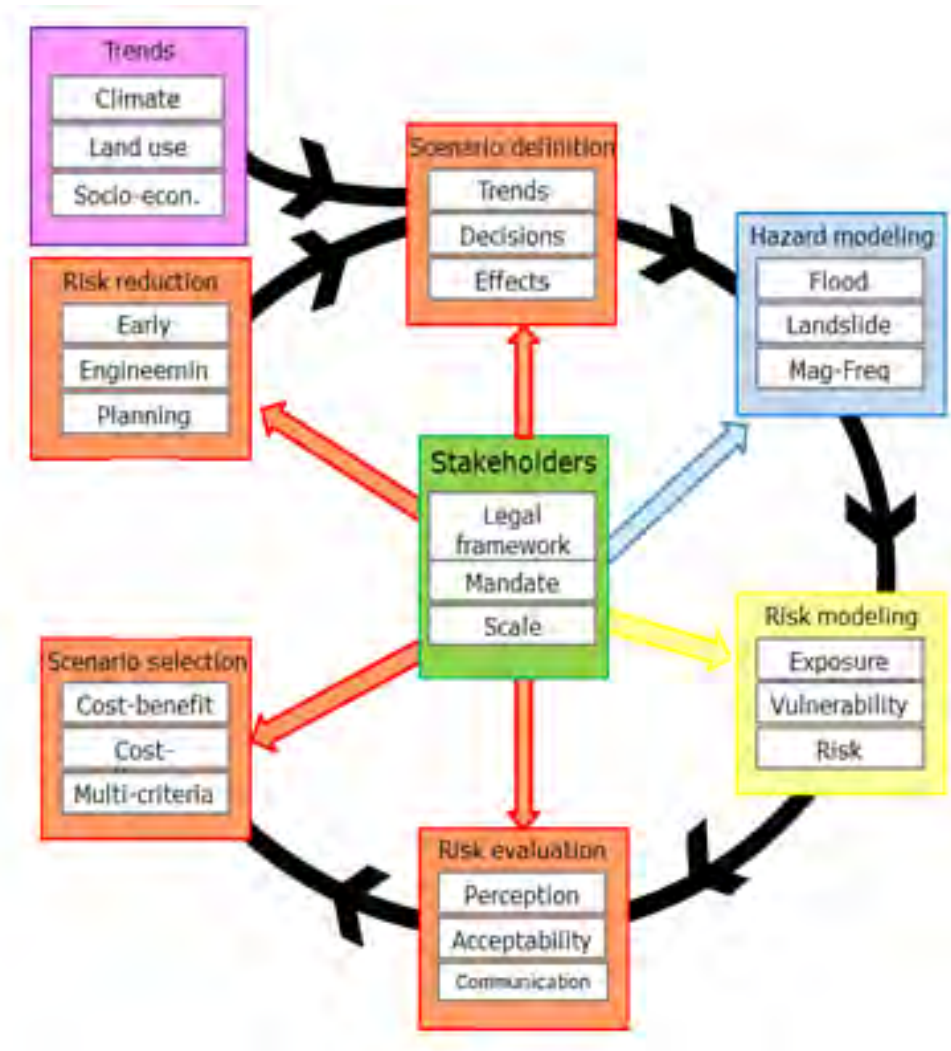 Trends
Climate
Land use
Socio-econ.
Scenario definition
Trends
Decisions
Effects
Hazard modeling
Flood
Landslide
Mag-Freq
Risk reduction
Early
Engineemin
Planning
Stakeholders
Legal
framework
Mandate
Scale
Risk modeling
Exposure
Vulnerability
Risk
Scenario selection
Cost-benefit
Cost-
Multi-criteria
Risk evaluation
Perception
Acceptability
Communication